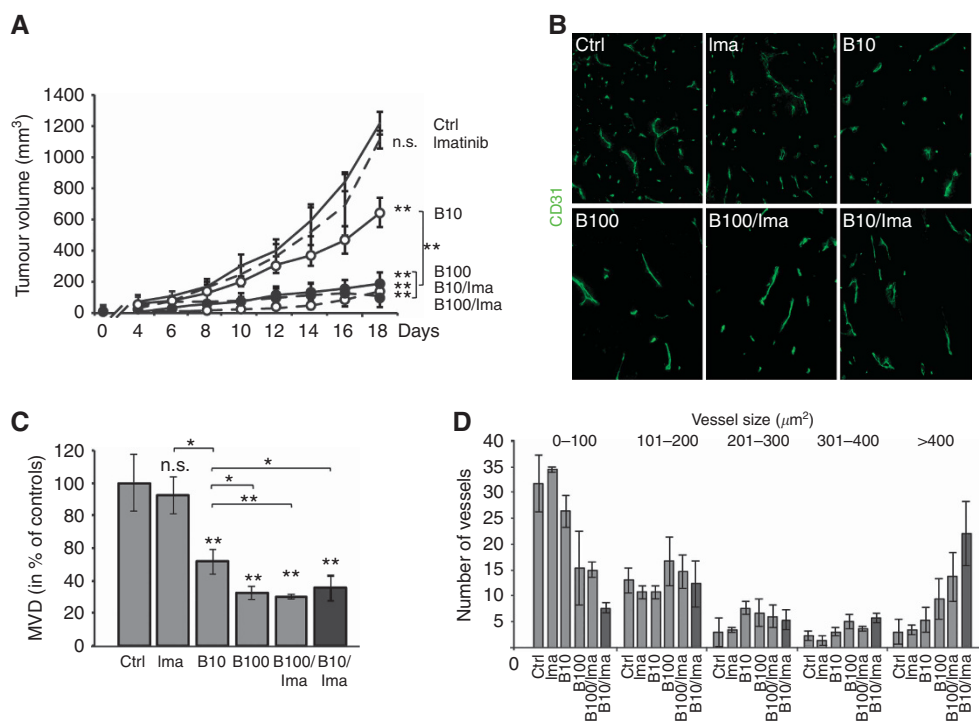 A
Tumour volume (mm³)
1400
1200
1000
800
600
400
200
0
0 4 6 8 10 12 14 16 18 Days
n.s.
Ctrl
Imatinib
** B10
**
** B100
** B10/Ima
** B100/Ima
B
CD31
Ctrl Ima B10
B100 B100/Ima B10/Ima
C
MVD (in % of controls)
120
100
80
60
40
20
0
n.s.
*
*
*
**
** ** ** **
Ctrl Ima B10 B100 B100/ B10/
Ima Ima
D
Vessel size (μm²)
0–100 101–200 201–300 301–400 >400
Number of vessels
40
35
30
25
20
15
10
5
0
Ctrl Ima B10 B100 B100/Ima B10/Ima
Ctrl Ima B10 B100 B100/Ima B10/Ima
Ctrl Ima B10 B100 B100/Ima B10/Ima
Ctrl Ima B10 B100 B100/Ima B10/Ima
Ctrl Ima B10 B100 B100/Ima B10/Ima